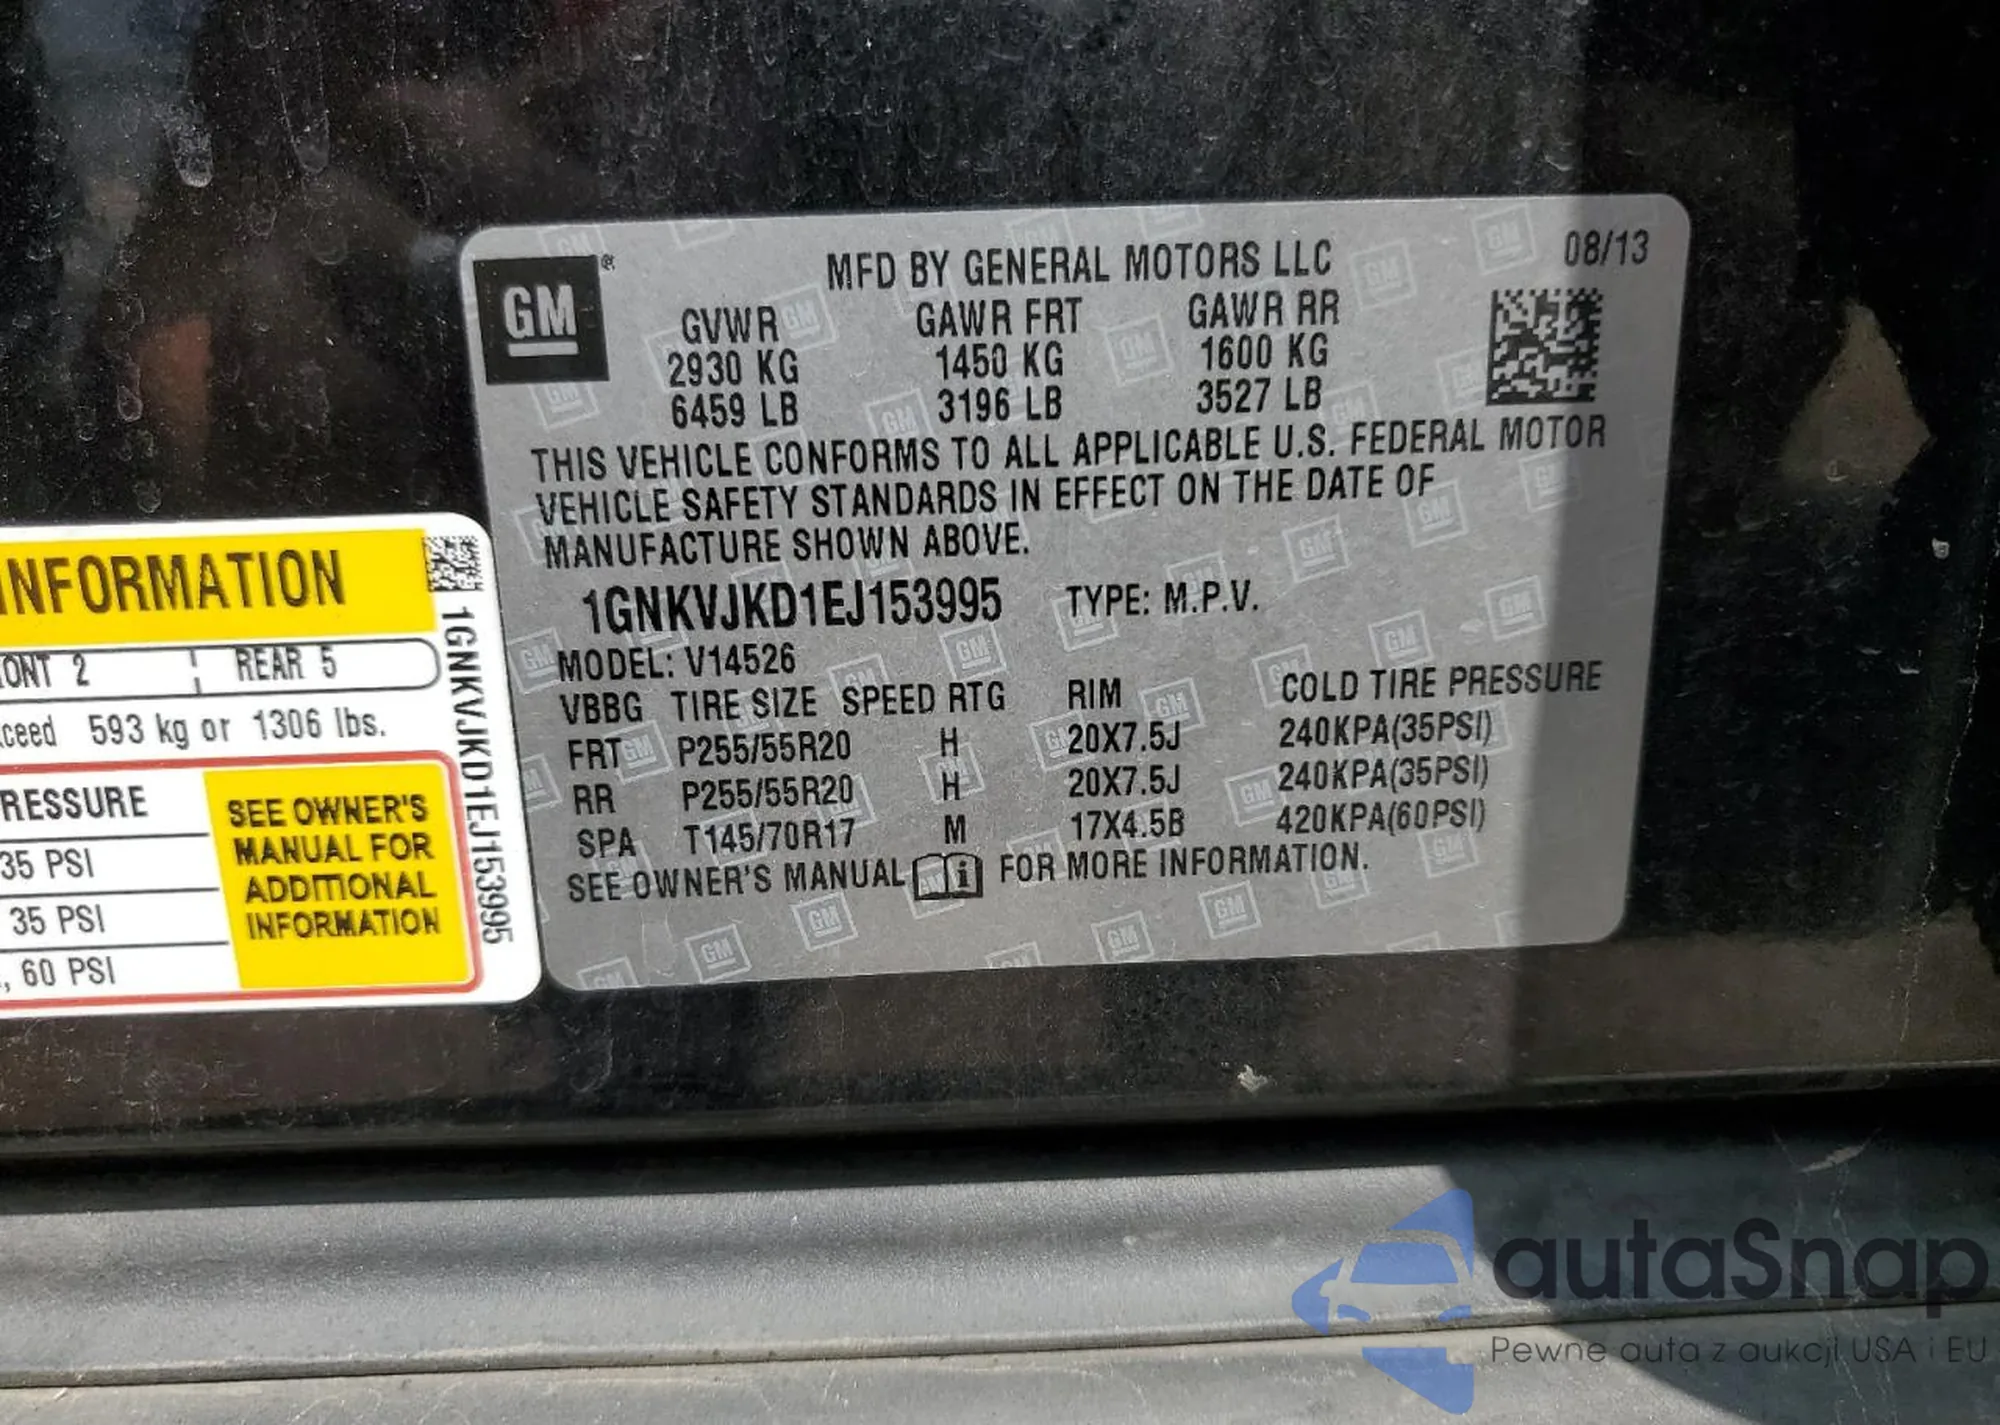 GM
MFD BY GENERAL MOTORS LLC 08/13
GVWR GAWR FRT GAWR RR
2930 KG 1450 KG 1600 KG
6459 LB 3196 LB 3527 LB
THIS VEHICLE CONFORMS TO ALL APPLICABLE U.S. FEDERAL MOTOR
VEHICLE SAFETY STANDARDS IN EFFECT ON THE DATE OF
MANUFACTURE SHOWN ABOVE.
1GNKVJKD1EJ153995 TYPE: M.P.V.
MODEL: V14526
VBBG TIRE SIZE SPEED RTG RIM COLD TIRE PRESSURE
FRT P255/55R20 H 20X7.5J 240KPA(35PSI)
RR P255/55R20 H 20X7.5J 240KPA(35PSI)
SPA T145/70R17 M 17X4.5B 420KPA(60PSI)
SEE OWNER'S MANUAL FOR MORE INFORMATION.
INFORMATION
ONT 2 REAR 5
ceed 593 kg or 1306 lbs.
RESSURE
35 PSI
35 PSI
, 60 PSI
SEE OWNER'S
MANUAL FOR
ADDITIONAL
INFORMATION
1GNKVJKD1EJ153995
autaSnap
Pewne auta z aukcji USA i EU